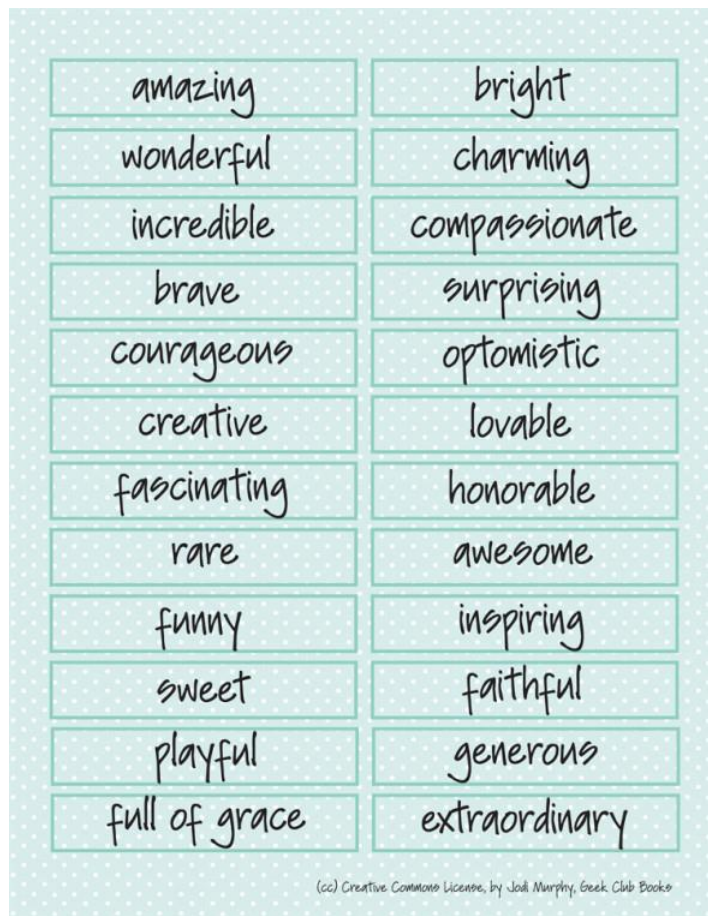 amazing
bright
wonderful
charming
incredible
compassionate
brave
surprising
courageous
optomistic
creative
lovable
fascinating
honorable
rare
awesome
funny
inspiring
sweet
faithful
playful
generous
full of grace
extraordinary
(cc) Creative Commons License, by Jodi Murphy, Geek Club Books